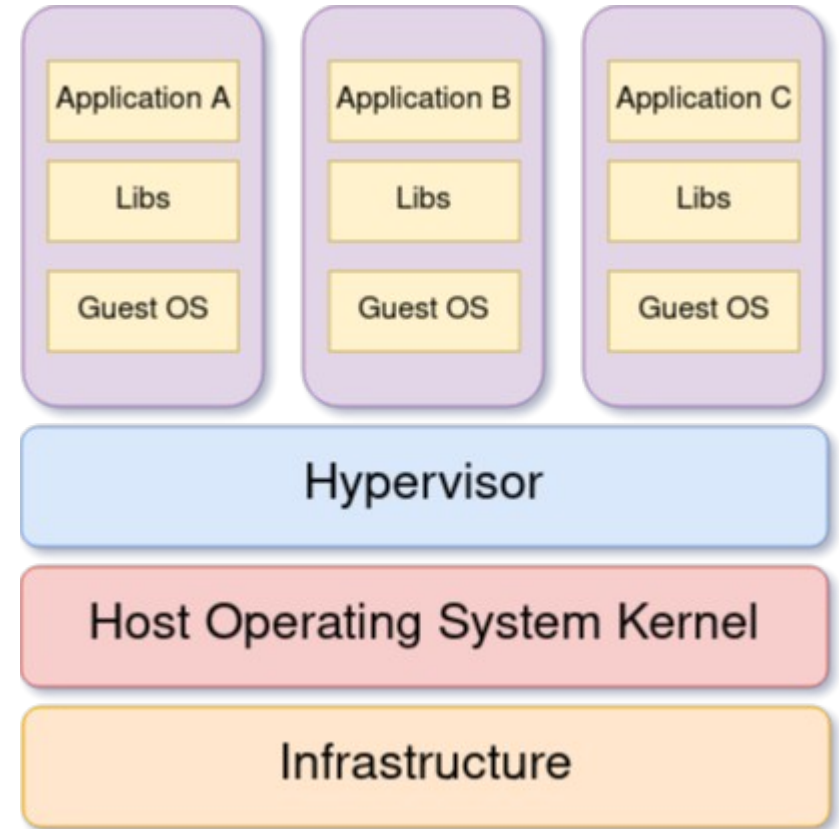 Application A
Application B
Application C
Libs
Libs
Libs
Guest OS
Guest OS
Guest OS
Hypervisor
Host Operating System Kernel
Infrastructure